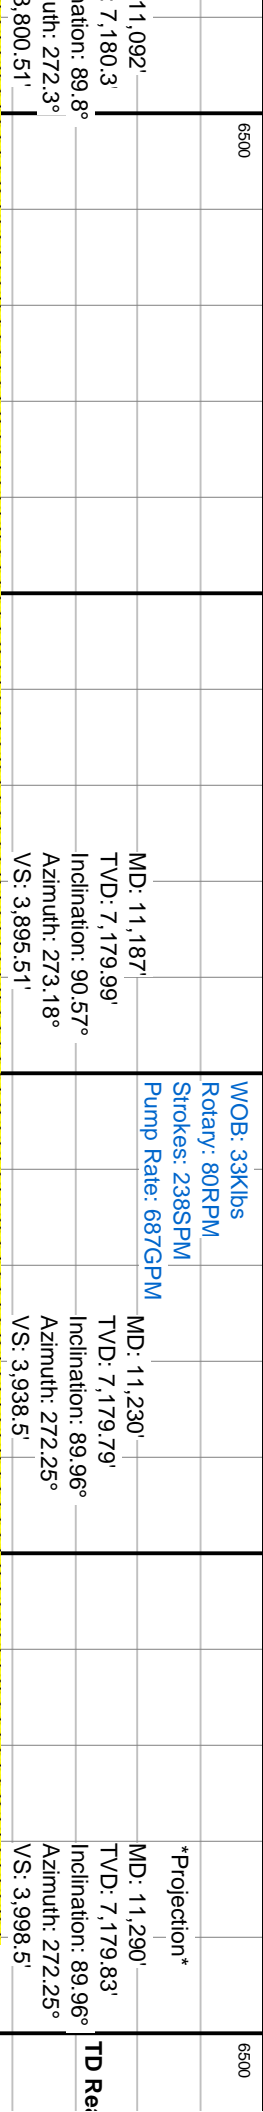 11,092'
7,180.3'
nation: 89.8°
uth: 272.3°
3,800.51'
6500
MD: 11,187'
TVD: 7,179.99'
Inclination: 90.57°
Azimuth: 273.18°
VS: 3,895.51'
WOB: 33Klbs
Rotary: 80RPM
Strokes: 238SPM
Pump Rate: 687GPM
MD: 11,230'
TVD: 7,179.79'
Inclination: 89.96°
Azimuth: 272.25°
VS: 3,938.5'
*Projection*
MD: 11,290'
TVD: 7,179.83'
Inclination: 89.96°
Azimuth: 272.25°
VS: 3,998.5'
6500
TD Rea